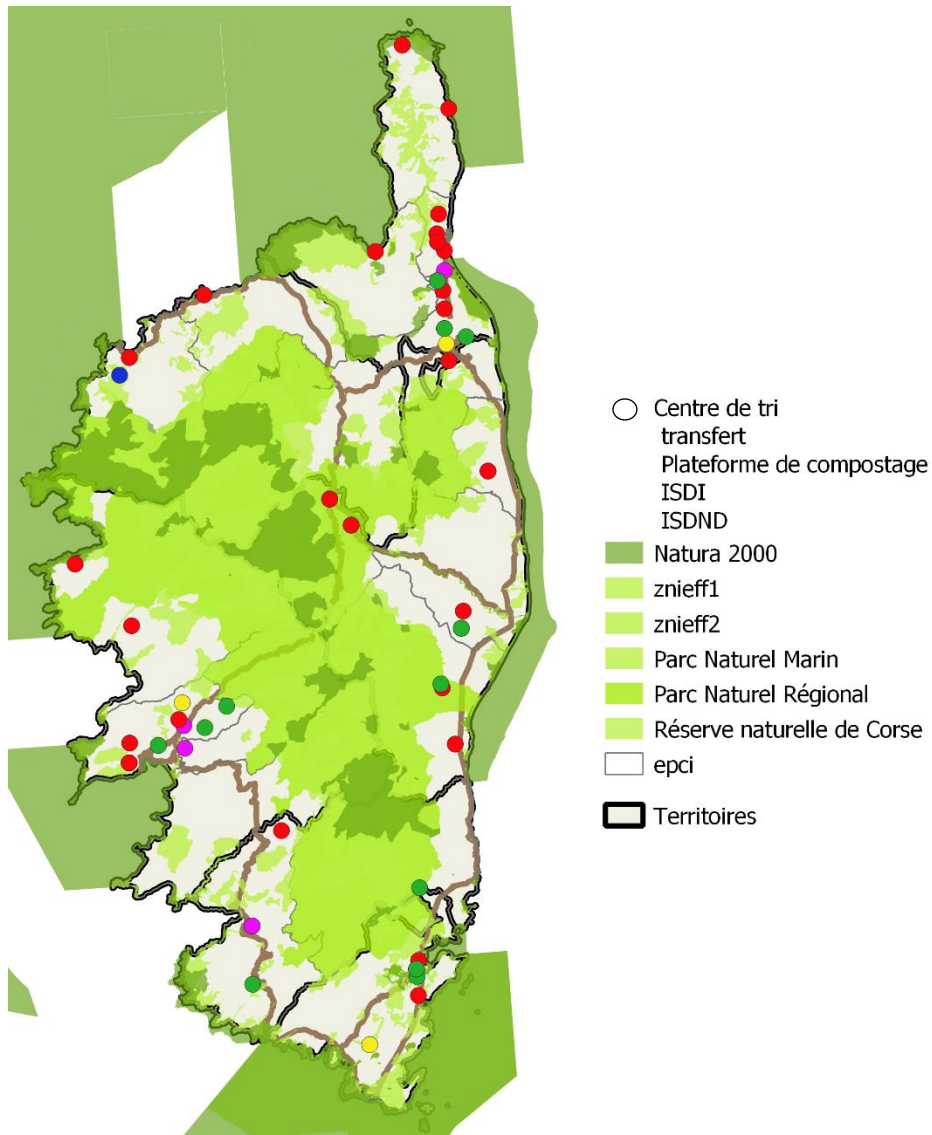 Centre de tri
transfert
Plateforme de compostage
ISDI
ISDND
Natura 2000
znieff1
znieff2
Parc Naturel Marin
Parc Naturel Régional
Réserve naturelle de Corse
epci
Territoires